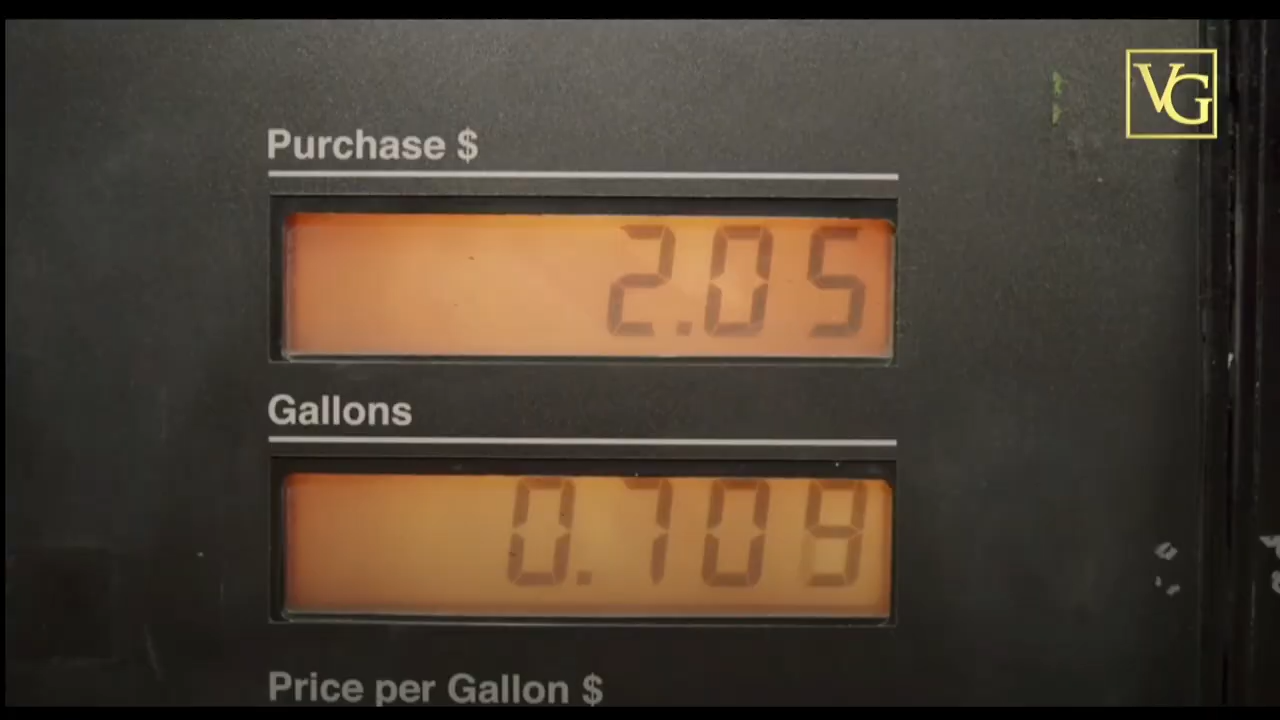 VG
Purchase $
2.05
Gallons
0.709
Price per Gallon $